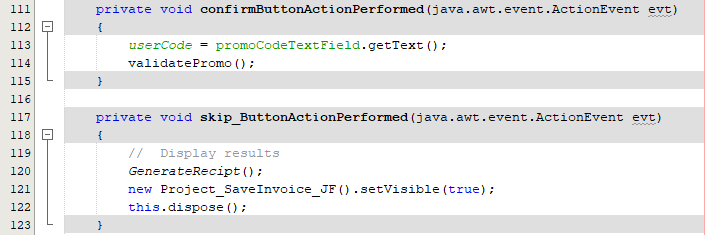 111 private void confirmButtonActionPerformed(java.awt.event.ActionEvent evt)
112 {
113 userCode = promoCodeTextField.getText();
114 validatePromo();
115 }
116
117 private void skip_ButtonActionPerformed(java.awt.event.ActionEvent evt)
118 {
119 //  Display results
120 GenerateRecipt();
121 new Project_SaveInvoice_JF().setVisible(true);
122 this.dispose();
123 }